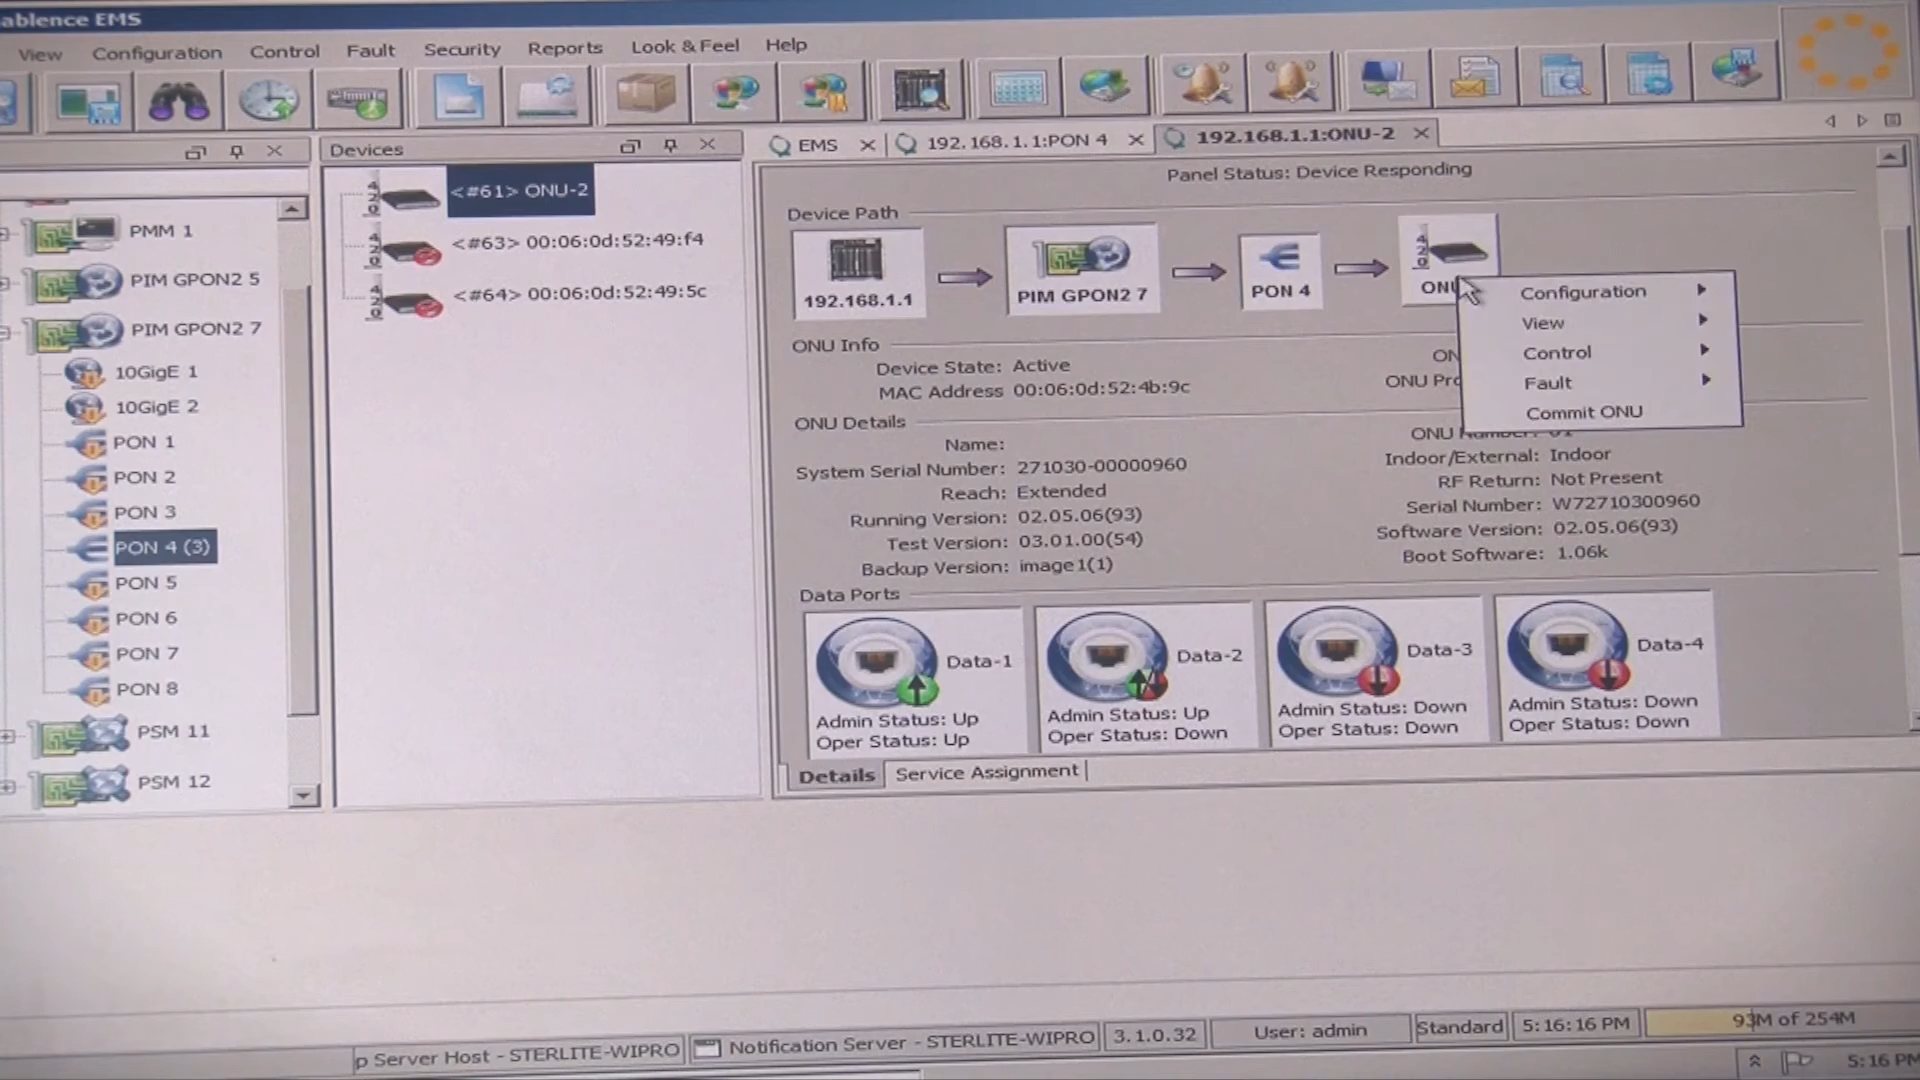 ablence EMS
View Configuration Control Fault Security Reports Look & Feel Help
Devices
EMS
192.168.1.1:PON 4
192.168.1.1:ONU-2
PMM 1
PIM GPON2 5
PIM GPON2 7
10GigE 1
10GigE 2
PON 1
PON 2
PON 3
PON 4 (3)
PON 5
PON 6
PON 7
PON 8
PSM 11
PSM 12
<#61> ONU-2
<#63> 00:06:0d:52:49:f4
<#64> 00:06:0d:52:49:5c
Panel Status: Device Responding
Device Path
192.168.1.1
PIM GPON2 7
PON 4
420
Configuration
View
Control
Fault
Commit ONU
ONU Info
Device State: Active
MAC Address 00:06:0d:52:4b:9c
ONU Details
Name:
System Serial Number: 271030-00000960
Reach: Extended
Running Version: 02.05.06(93)
Test Version: 03.01.00(54)
Backup Version: image1(1)
Indoor/External: Indoor
RF Return: Not Present
Serial Number: W72710300960
Software Version: 02.05.06(93)
Boot Software: 1.06k
Data Ports
Data-1
Admin Status: Up
Oper Status: Up
Data-2
Admin Status: Up
Oper Status: Down
Data-3
Admin Status: Down
Oper Status: Down
Data-4
Admin Status: Down
Oper Status: Down
Details
Service Assignment
p Server Host - STERLITE-WIPRO
Notification Server - STERLITE-WIPRO
3.1.0.32
User: admin
Standard
5:16:16 PM
93M of 254M
5:16 PM